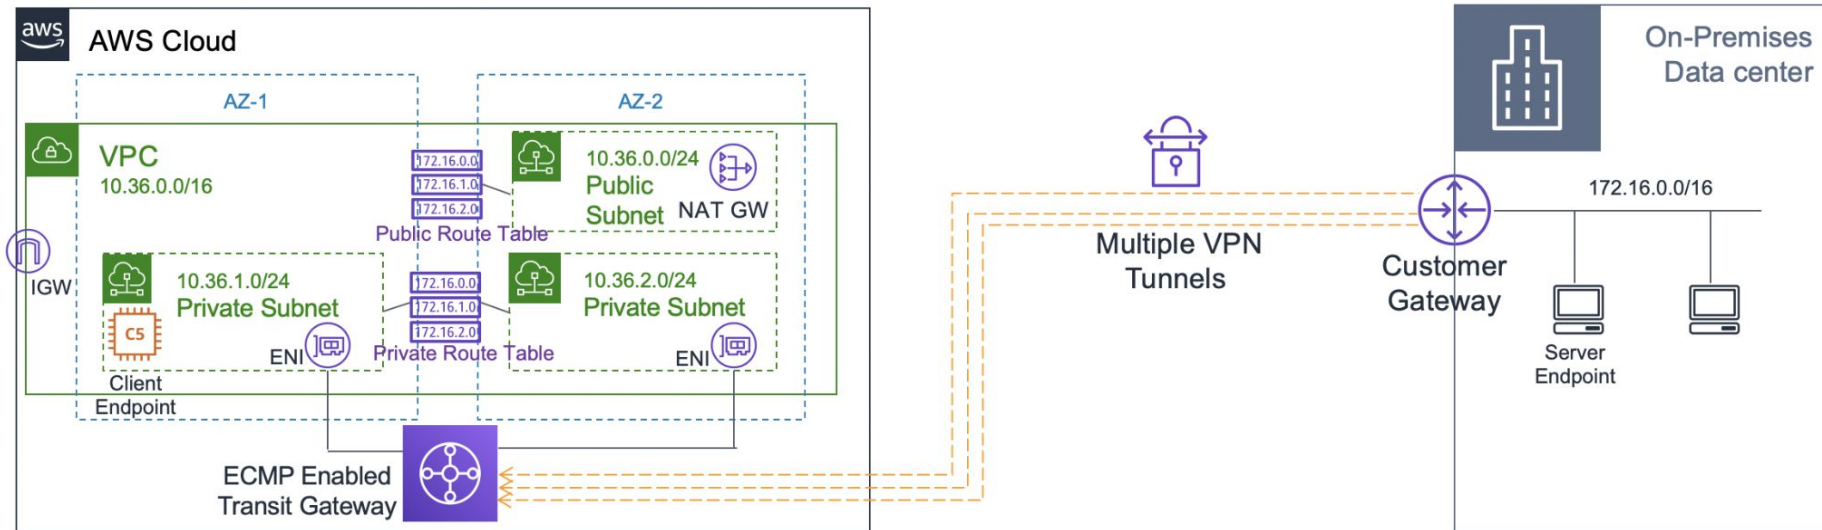 aws
AWS Cloud
AZ-1
AZ-2
VPC
10.36.0.0/16
172.16.0.0
172.16.1.0
172.16.2.0
Public Route Table
10.36.0.0/24
Public
Subnet
NAT GW
IGW
10.36.1.0/24
Private Subnet
C5
ENI
Client
Endpoint
172.16.0.0
172.16.1.0
172.16.2.0
Private Route Table
10.36.2.0/24
Private Subnet
ENI
ECMP Enabled
Transit Gateway
Multiple VPN
Tunnels
Customer
Gateway
On-Premises
Data center
172.16.0.0/16
Server
Endpoint